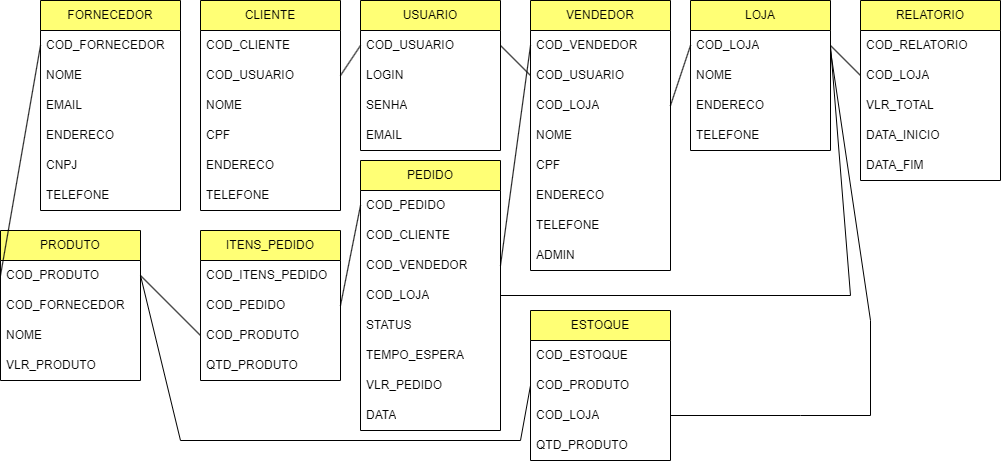 FORNECEDOR
COD_FORNECEDOR
NOME
EMAIL
ENDERECO
CNPJ
TELEFONE
CLIENTE
COD_CLIENTE
COD_USUARIO
NOME
CPF
ENDERECO
TELEFONE
USUARIO
COD_USUARIO
LOGIN
SENHA
EMAIL
VENDEDOR
COD_VENDEDOR
COD_USUARIO
COD_LOJA
NOME
CPF
ENDERECO
TELEFONE
ADMIN
LOJA
COD_LOJA
NOME
ENDERECO
TELEFONE
RELATORIO
COD_RELATORIO
COD_LOJA
VLR_TOTAL
DATA_INICIO
DATA_FIM
PRODUTO
COD_PRODUTO
COD_FORNECEDOR
NOME
VLR_PRODUTO
ITENS_PEDIDO
COD_ITENS_PEDIDO
COD_PEDIDO
COD_PRODUTO
QTD_PRODUTO
PEDIDO
COD_PEDIDO
COD_CLIENTE
COD_VENDEDOR
COD_LOJA
STATUS
TEMPO_ESPERA
VLR_PEDIDO
DATA
ESTOQUE
COD_ESTOQUE
COD_PRODUTO
COD_LOJA
QTD_PRODUTO